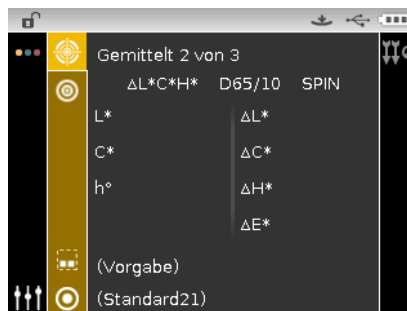 Gemittelt 2 von 3
ΔL*C*H* D65/10 SPIN
L* ΔL*
C* ΔC*
h° ΔH*
ΔE*
(Vorgabe)
(Standard21)